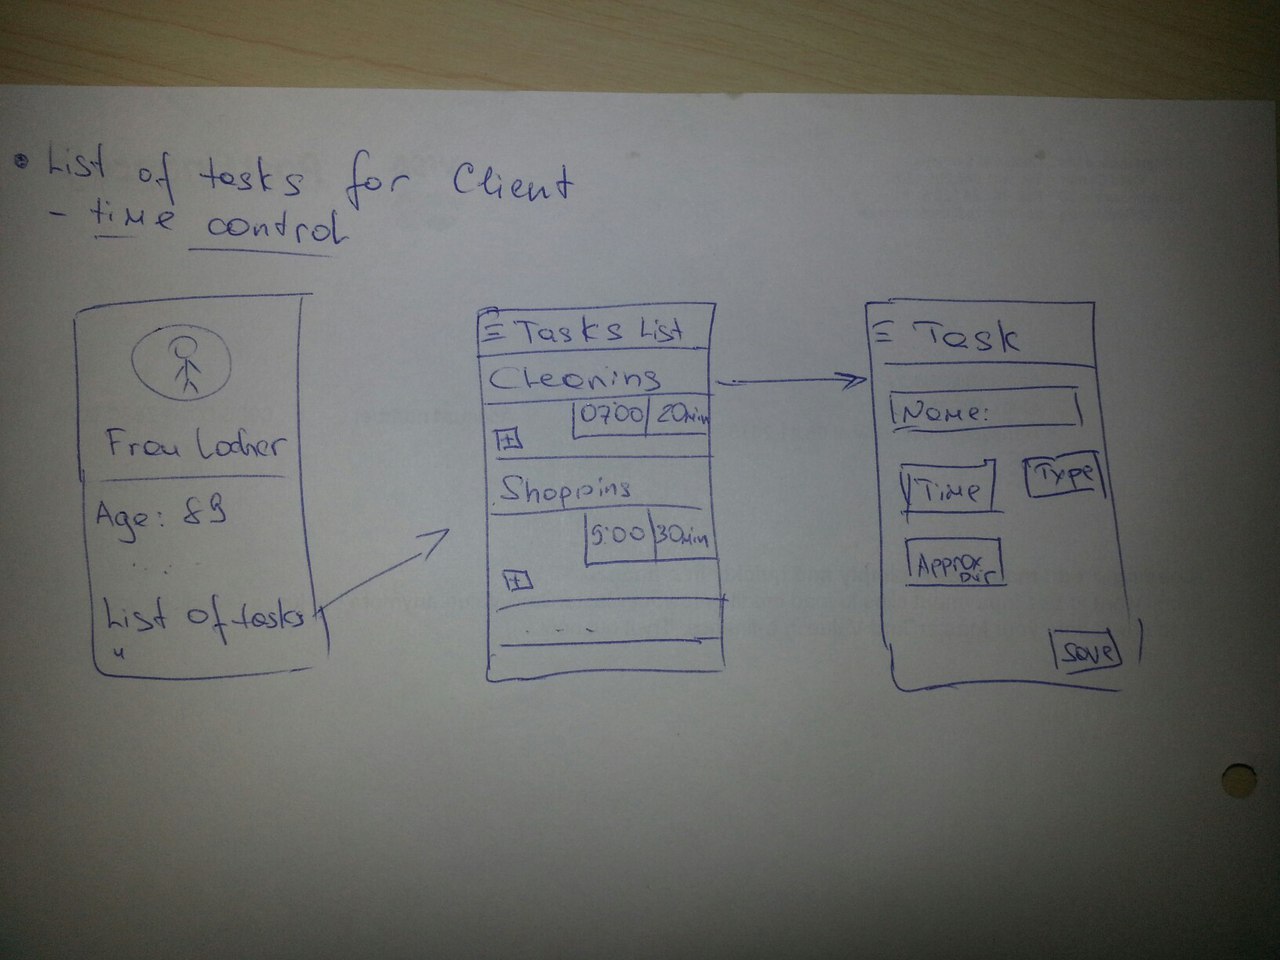 • List of tasks for Client
- time control
Frau Lodner
Age: 89
. . . .
List of tasks
Tasks List
Cleaning
07:00 20min
+
Shopping
9:00 30min
+
. - -
Task
Name:
Time Type
Approx
Dur
Save